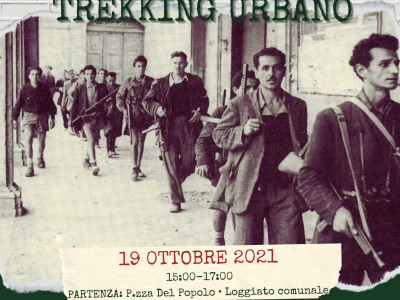 TREKKING URBANO
19 OTTOBRE 2021
15:00-17:00
PARTENZA: P.zza Del Popolo • Loggiato comunale